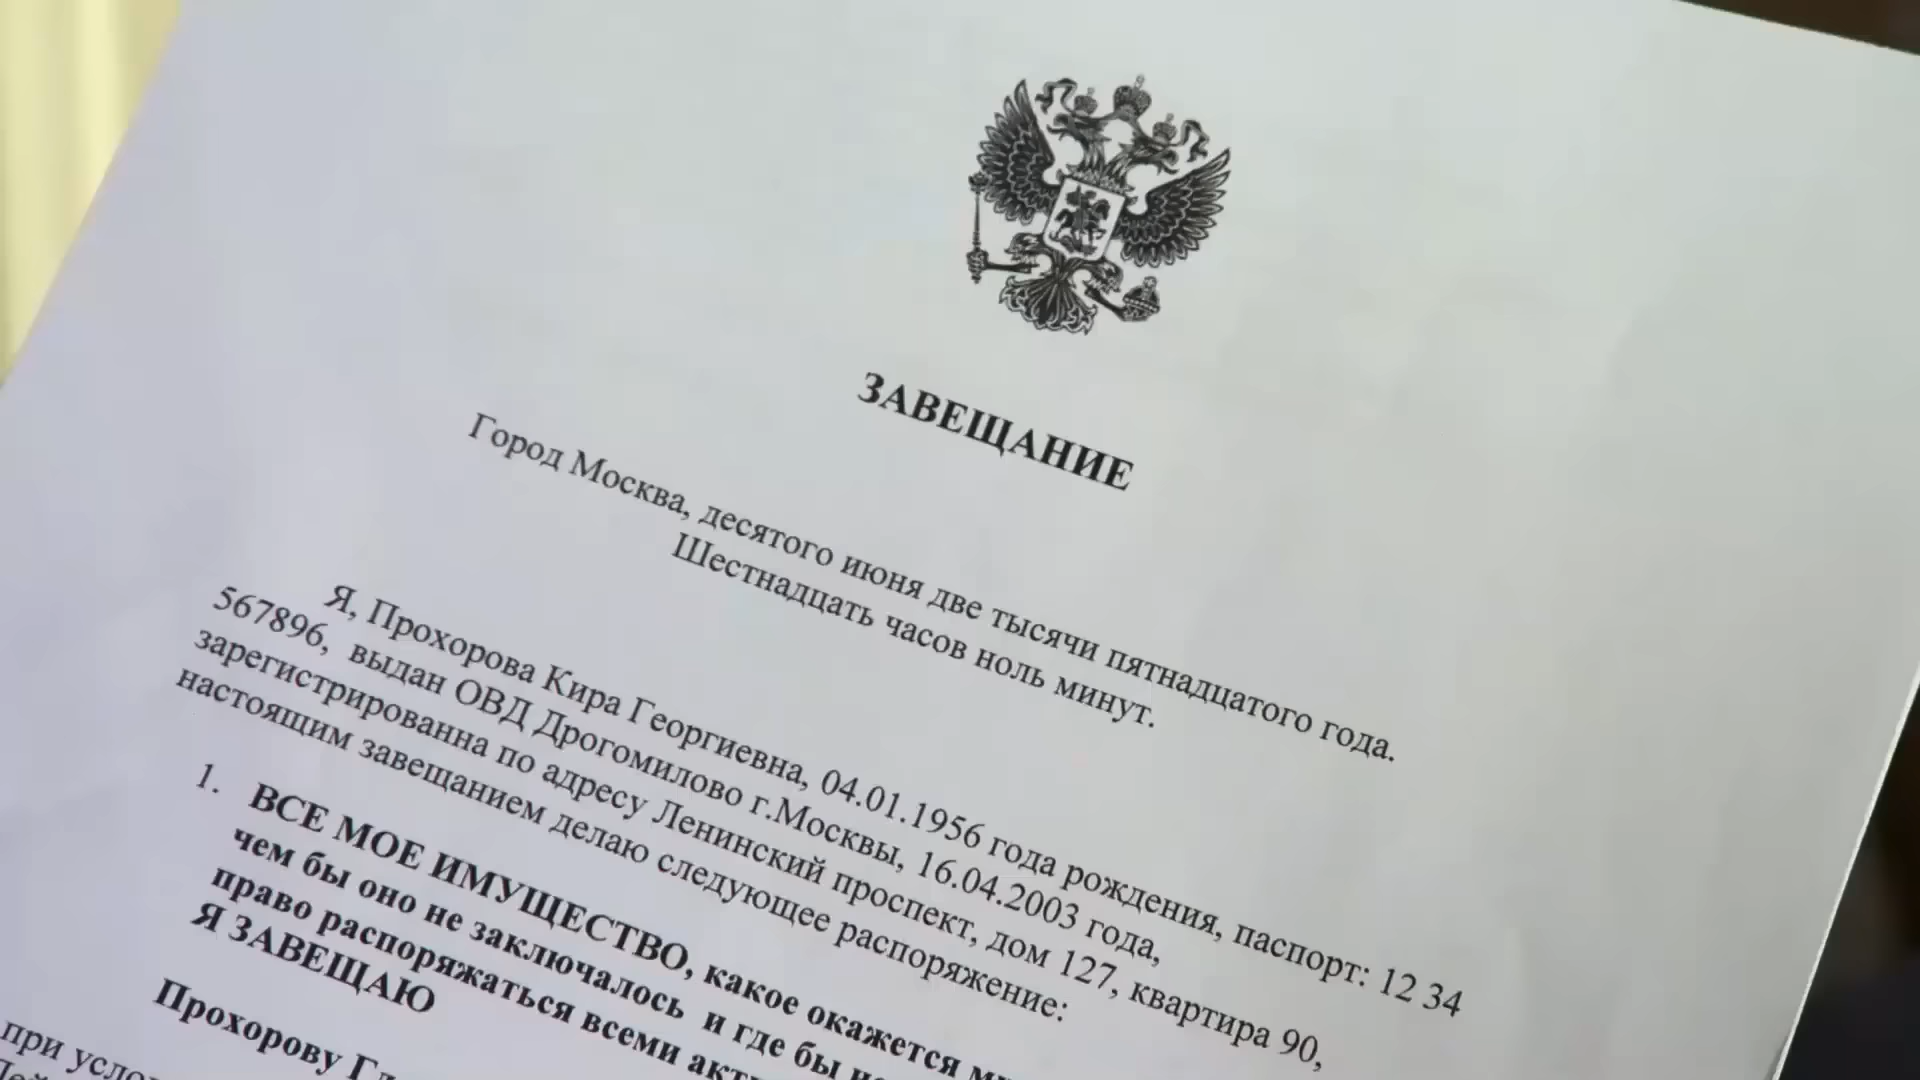 ЗАВЕЩАНИЕ
Город Москва, десятого июня две тысячи пятнадцатого года.
Шестнадцать часов ноль минут.
Я, Прохорова Кира Георгиевна, 04.01.1956 года рождения, паспорт: 12 34
567896, выдан ОВД Дрогомилово г.Москвы, 16.04.2003 года,
зарегистрированна по адресу Ленинский проспект, дом 127, квартира 90,
настоящим завещанием делаю следующее распоряжение:
1. ВСЕ МОЕ ИМУЩЕСТВО, какое окажется
чем бы оно не заключалось и где бы
право распоряжаться всеми
Я ЗАВЕЩАЮ
Прохорову
при